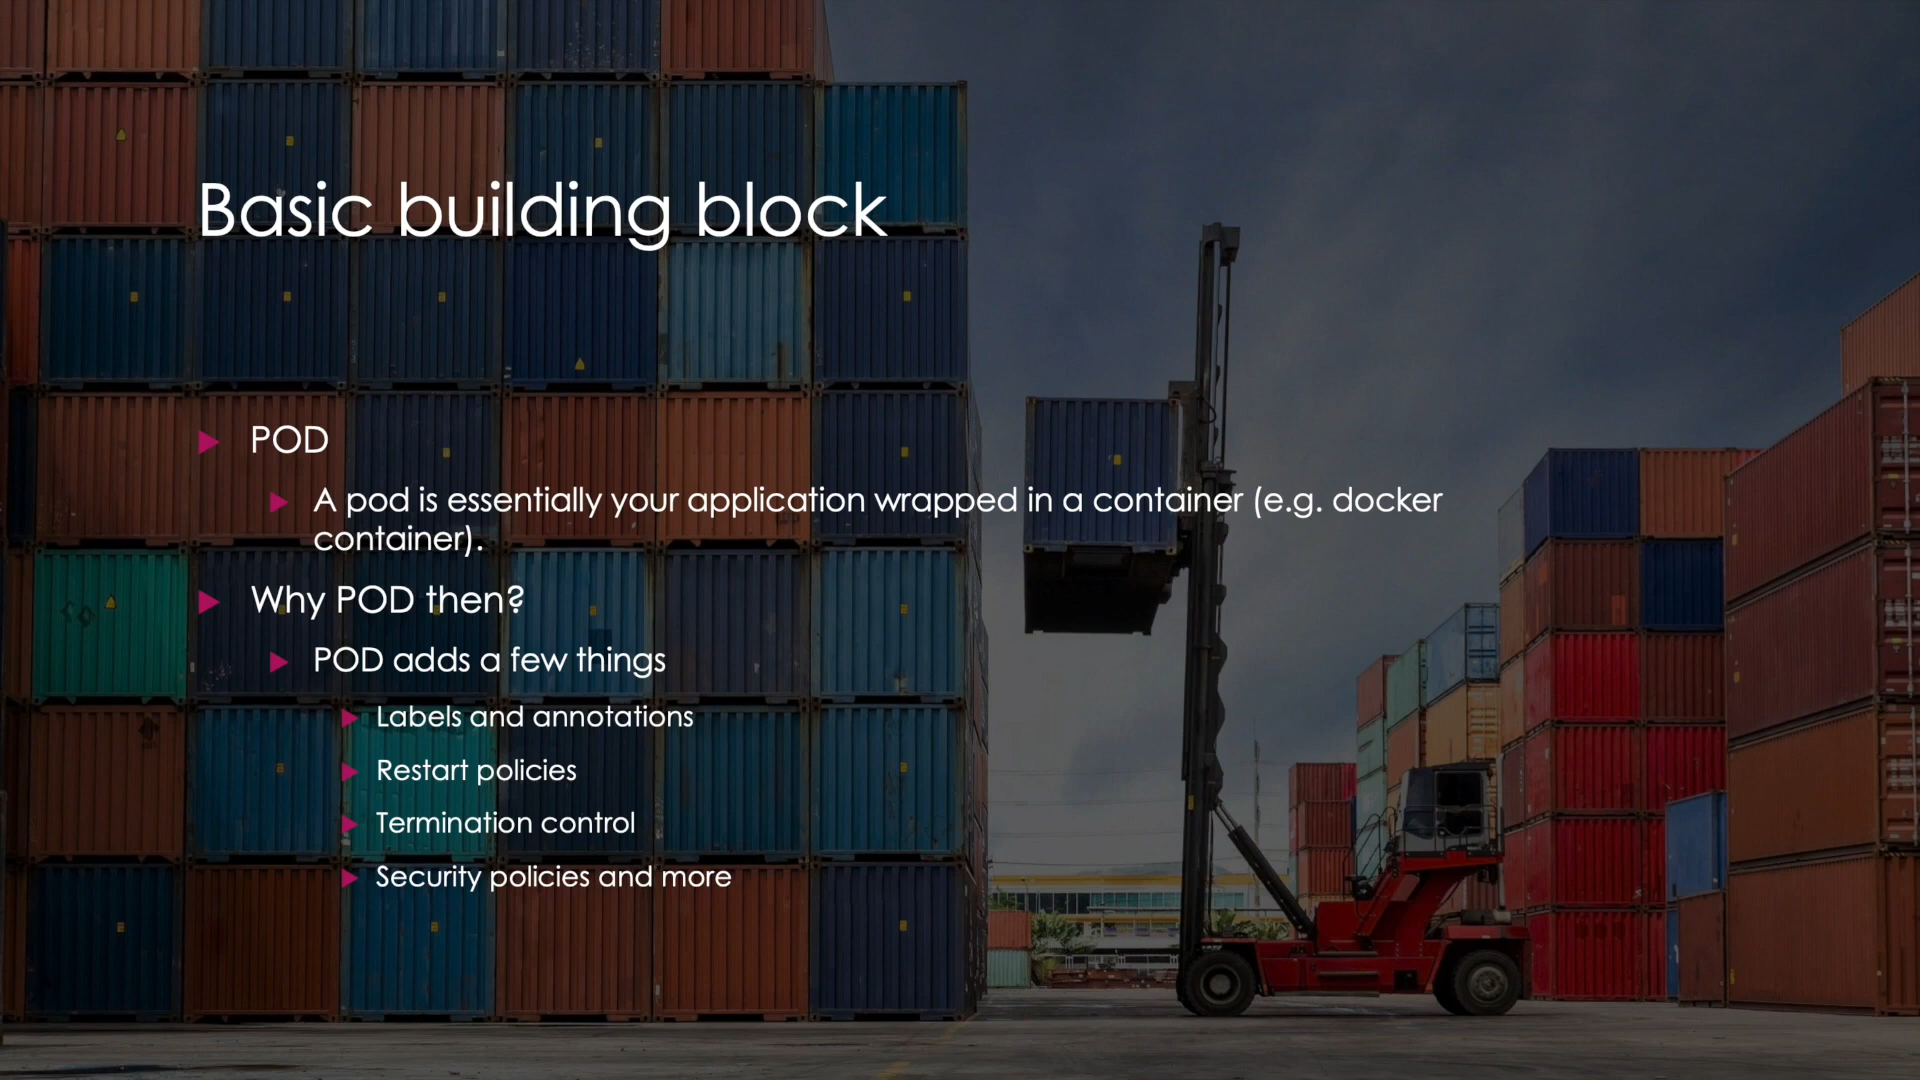 Basic building block
POD
A pod is essentially your application wrapped in a container (e.g. docker
container).
Why POD then?
POD adds a few things
Labels and annotations
Restart policies
Termination control
Security policies and more